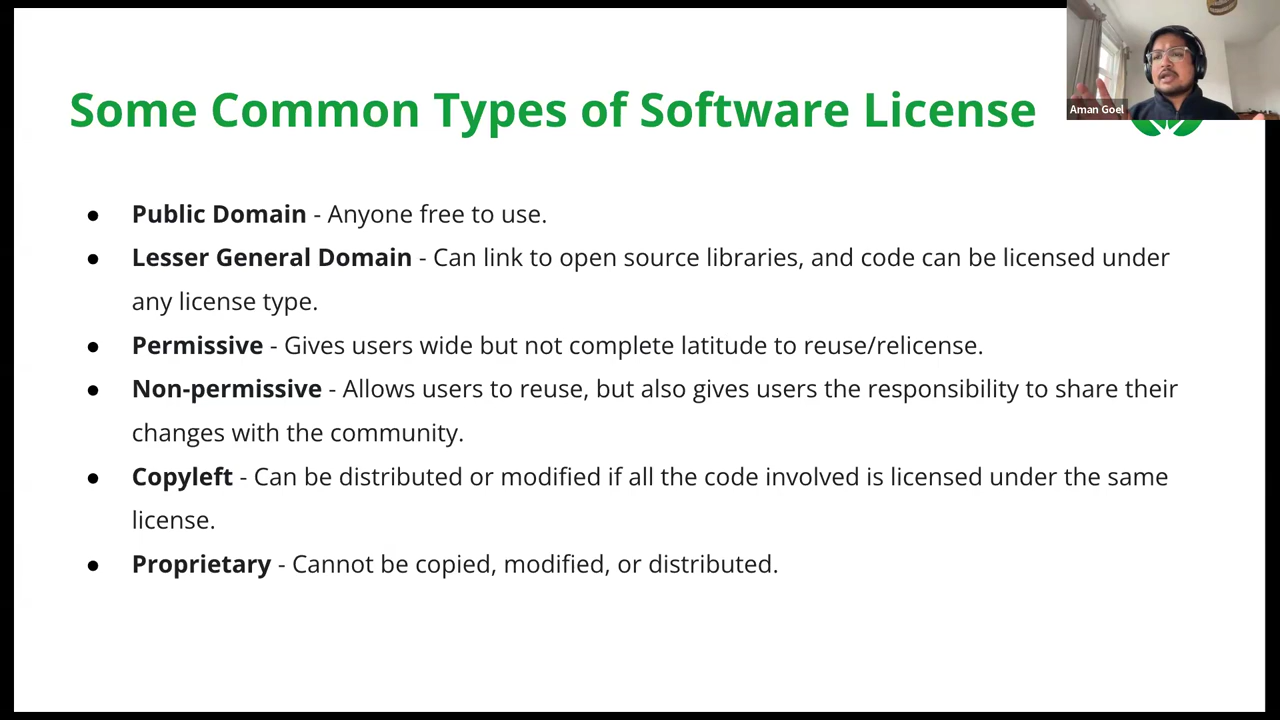 Some Common Types of Software License
Aman Goel
● Public Domain - Anyone free to use.
● Lesser General Domain - Can link to open source libraries, and code can be licensed under
any license type.
● Permissive - Gives users wide but not complete latitude to reuse/relicense.
● Non-permissive - Allows users to reuse, but also gives users the responsibility to share their
changes with the community.
● Copyleft - Can be distributed or modified if all the code involved is licensed under the same
license.
● Proprietary - Cannot be copied, modified, or distributed.